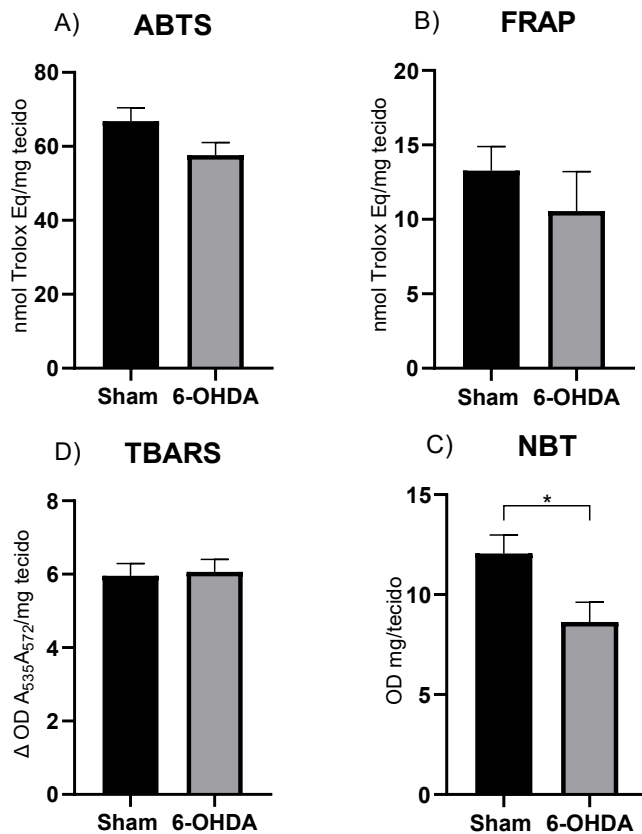 A) ABTS
nmol Trolox Eq/mg tecido
80
60
40
20
0
Sham 6-OHDA
B) FRAP
nmol Trolox Eq/mg tecido
20
15
10
5
0
Sham 6-OHDA
D) TBARS
Δ OD A535A572/mg tecido
8
6
4
2
0
Sham 6-OHDA
C) NBT
OD mg/tecido
15
10
5
0
*
Sham 6-OHDA